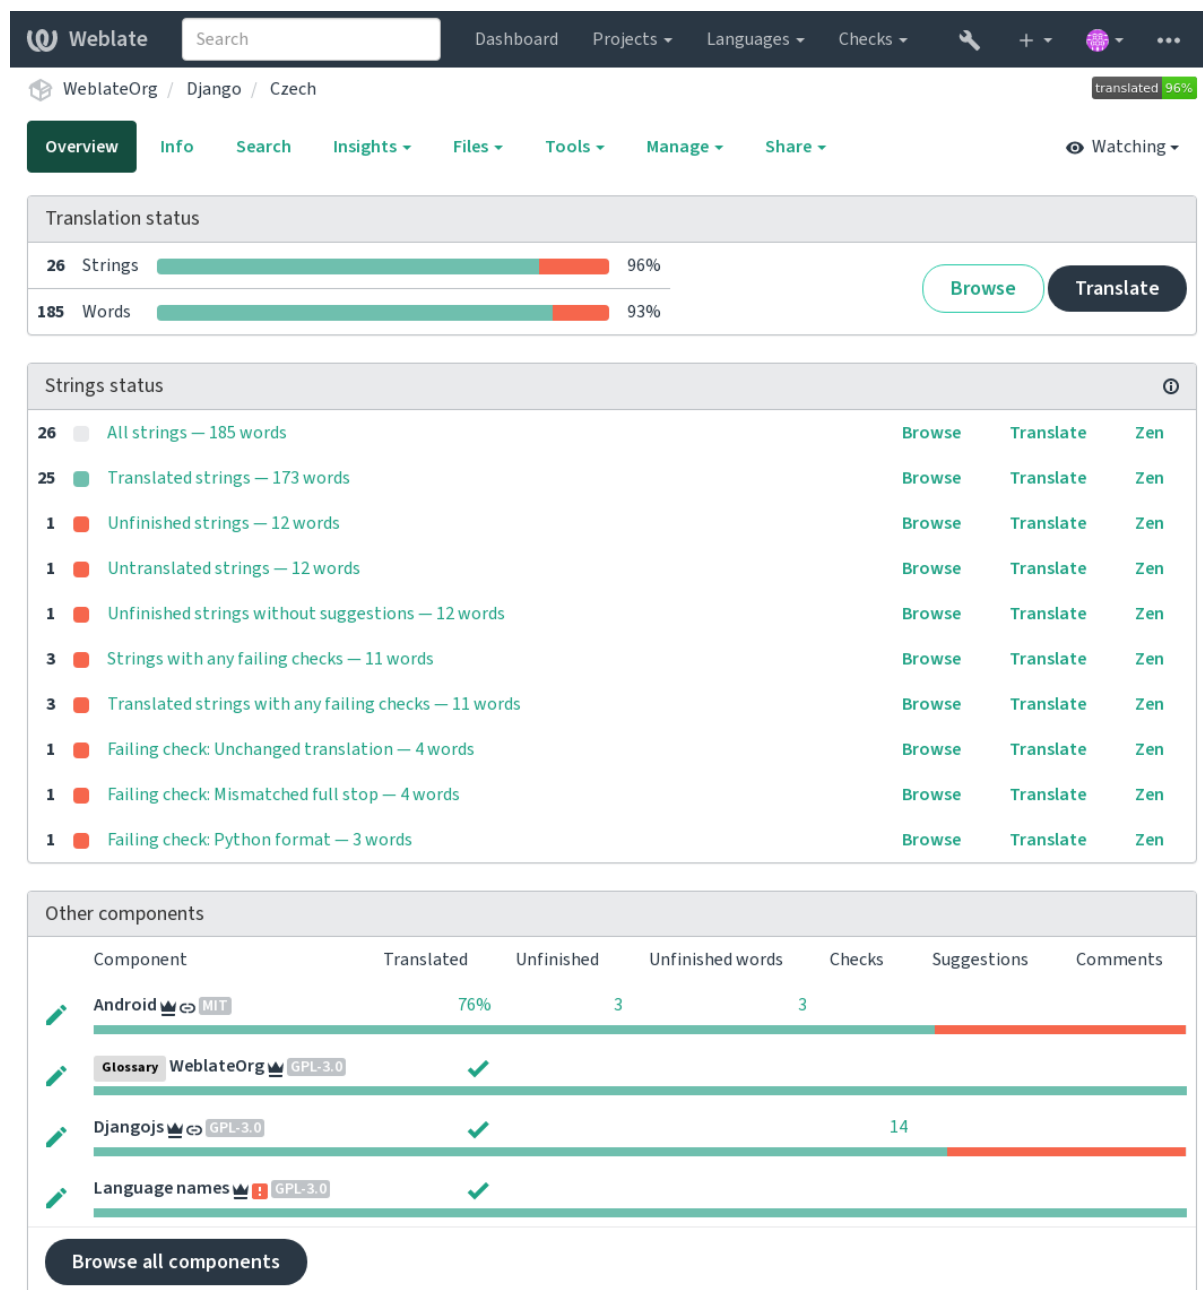 Weblate Search Dashboard Projects Languages Checks
WeblateOrg / Django / Czech translated 96%
Overview Info Search Insights Files Tools Manage Share Watching
Translation status
26 Strings 96%
Browse Translate
185 Words 93%
Strings status
26 All strings — 185 words Browse Translate Zen
25 Translated strings — 173 words Browse Translate Zen
1 Unfinished strings — 12 words Browse Translate Zen
1 Untranslated strings — 12 words Browse Translate Zen
1 Unfinished strings without suggestions — 12 words Browse Translate Zen
3 Strings with any failing checks — 11 words Browse Translate Zen
3 Translated strings with any failing checks — 11 words Browse Translate Zen
1 Failing check: Unchanged translation — 4 words Browse Translate Zen
1 Failing check: Mismatched full stop — 4 words Browse Translate Zen
1 Failing check: Python format — 3 words Browse Translate Zen
Other components
Component Translated Unfinished Unfinished words Checks Suggestions Comments
Android MIT 76% 3 3
Glossary WeblateOrg GPL-3.0
Djangojs GPL-3.0 14
Language names GPL-3.0
Browse all components